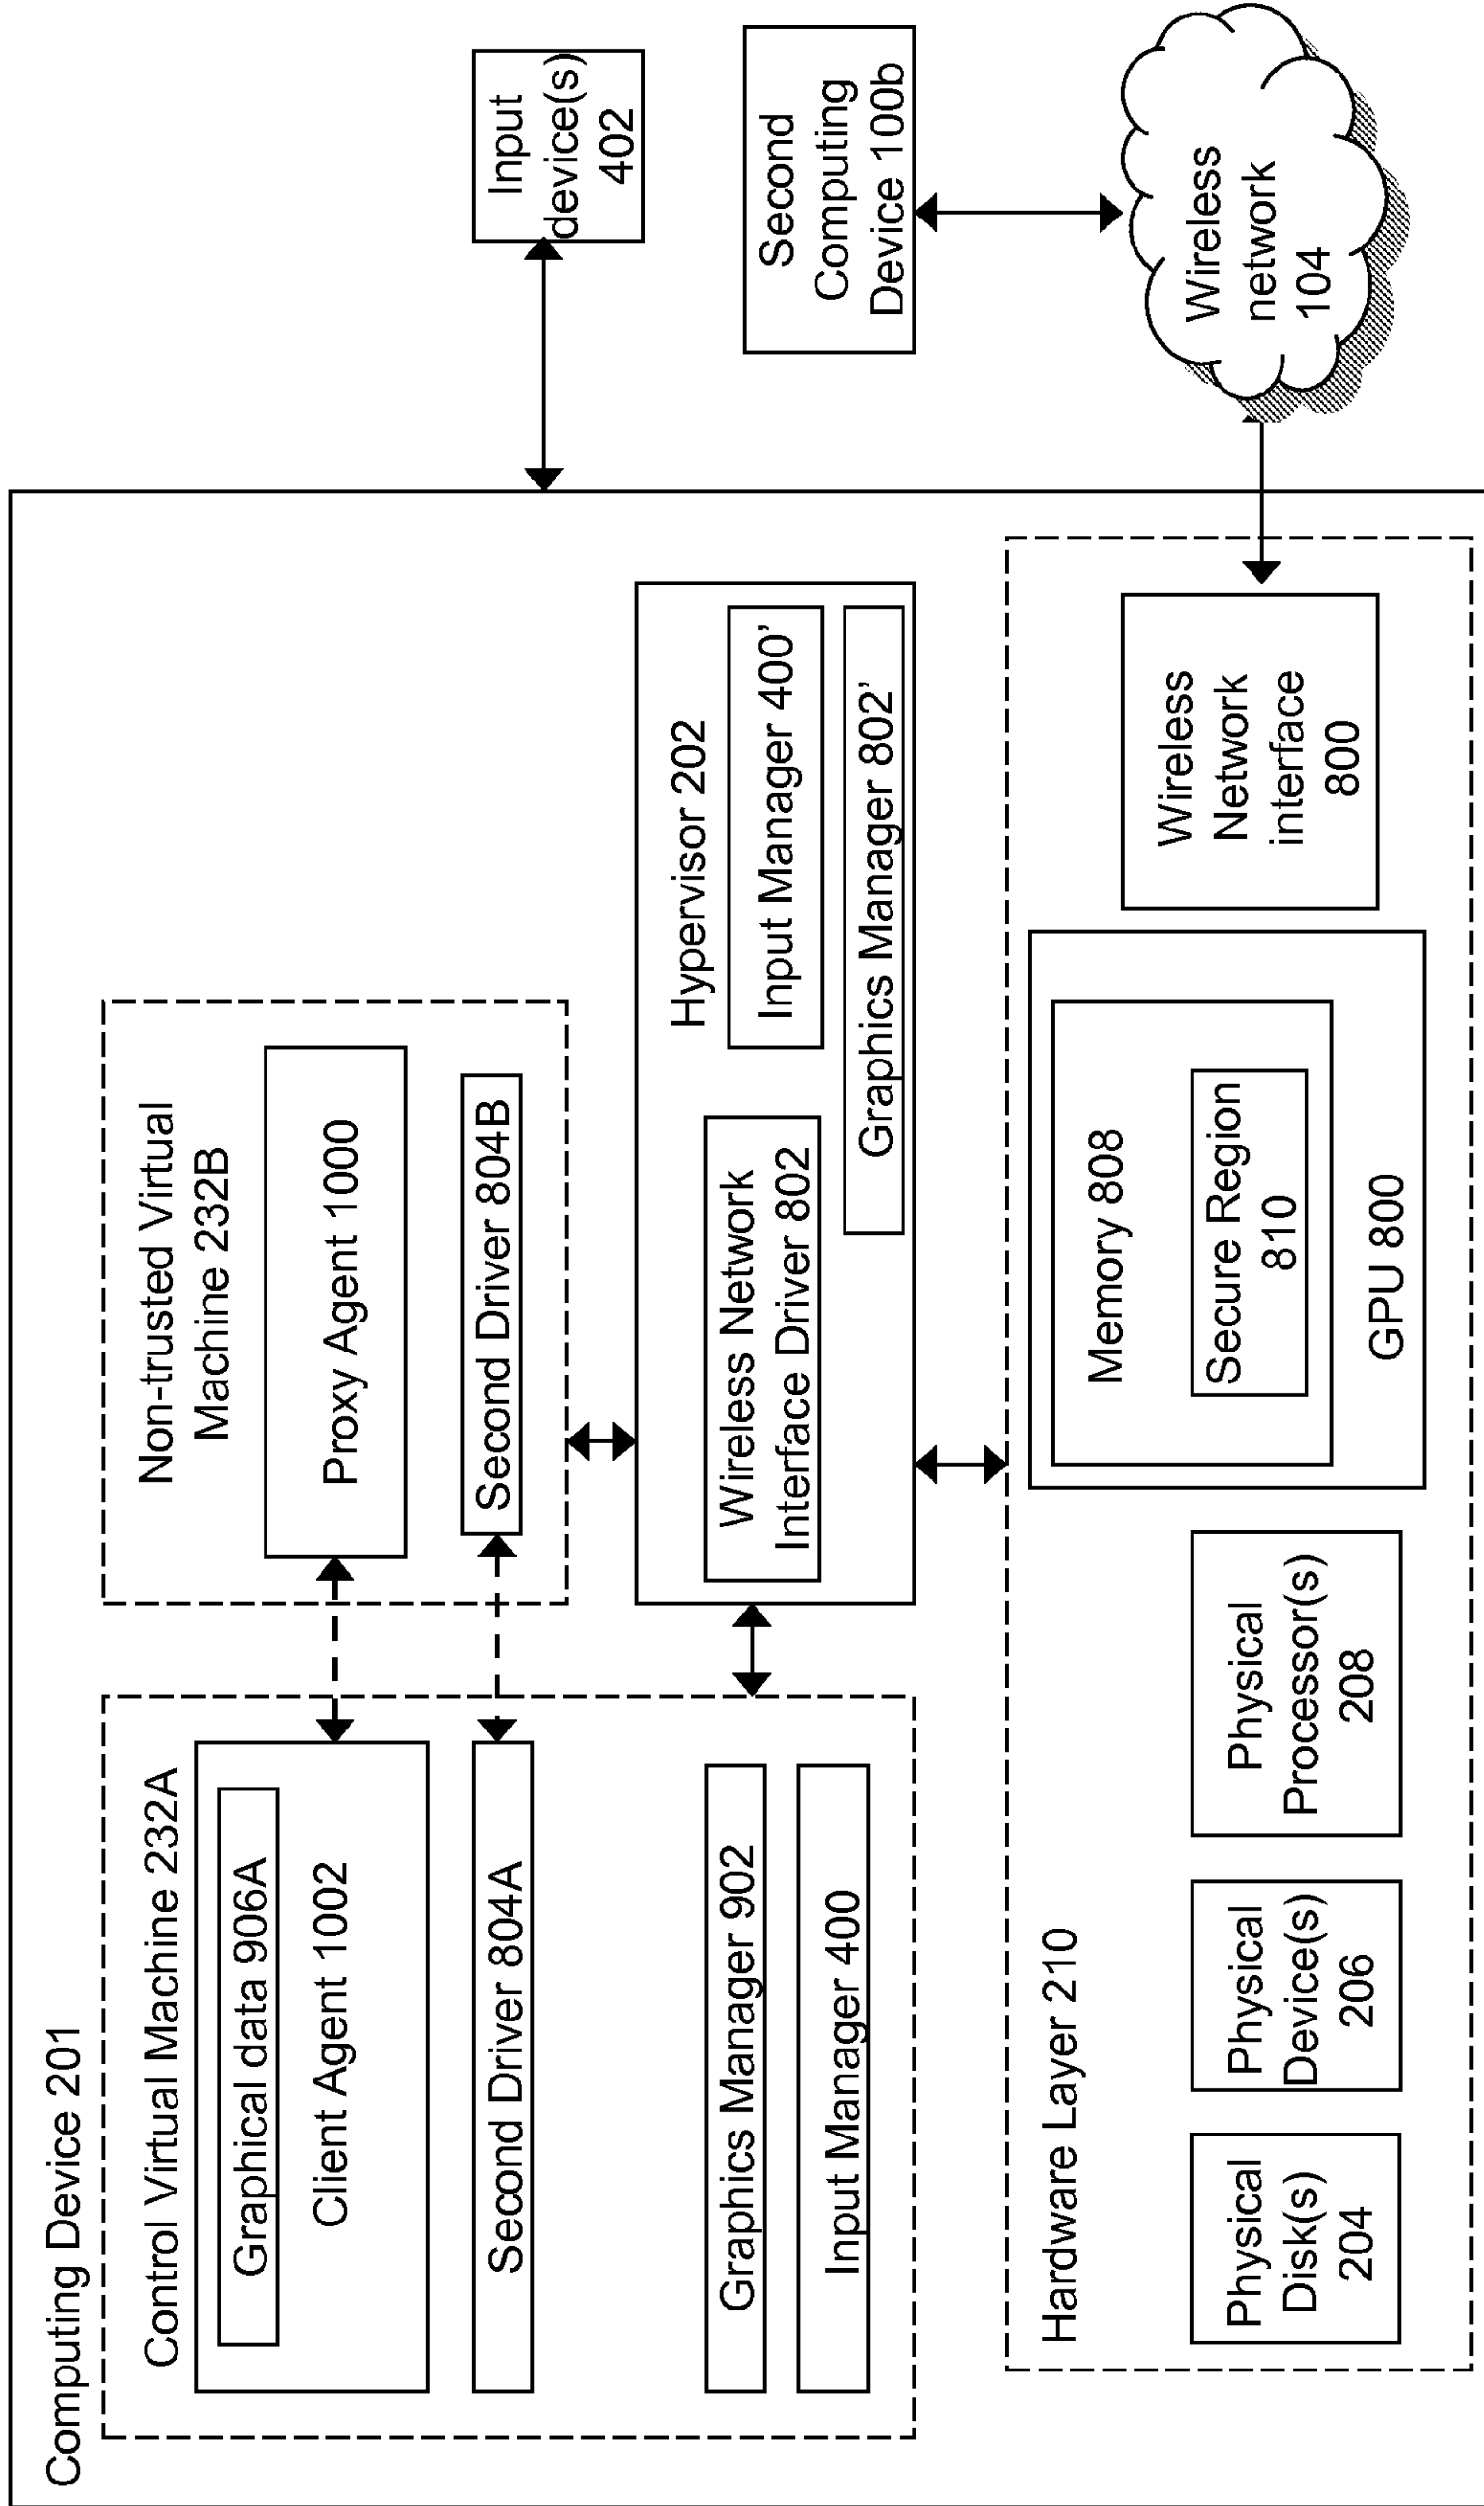 Computing Device 201
Control Virtual Machine 232A
Graphical data 906A
Client Agent 1002
Second Driver 804A
Graphics Manager 902
Input Manager 400
Non-trusted Virtual
Machine 232B
Proxy Agent 1000
Second Driver 804B
Hypervisor 202
Wireless Network
Interface Driver 802
Input Manager 400’
Graphics Manager 802’
Input
device(s)
402
Second
Computing
Device 100b
Wireless
network
104
Hardware Layer 210
Physical
Disk(s)
204
Physical
Device(s)
206
Physical
Processor(s)
208
Memory 808
Secure Region
810
GPU 800
Wireless
Network
interface
800